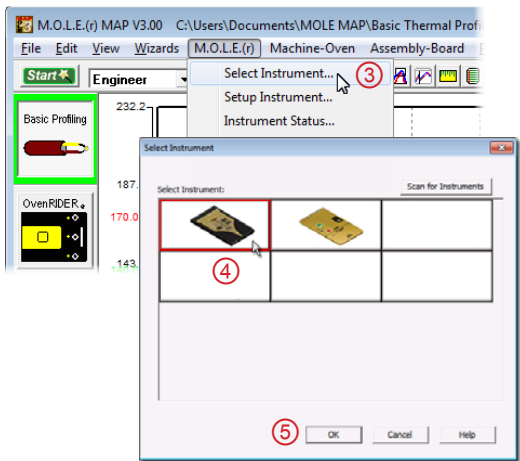 M.O.L.E.(r) MAP V3.00 C:\Users\Documents\MOLE MAP\Basic Thermal Prof
File Edit View Wizards M.O.L.E.(r) Machine-Oven Assembly-Board
Start Engineer
Select Instrument... 3
Setup Instrument...
Instrument Status...
Basic Profiling
232.2
Select Instrument
187.
Select Instrument:
Scan for Instruments
OvenRIDER
170.0
143.
4
5 OK Cancel Help